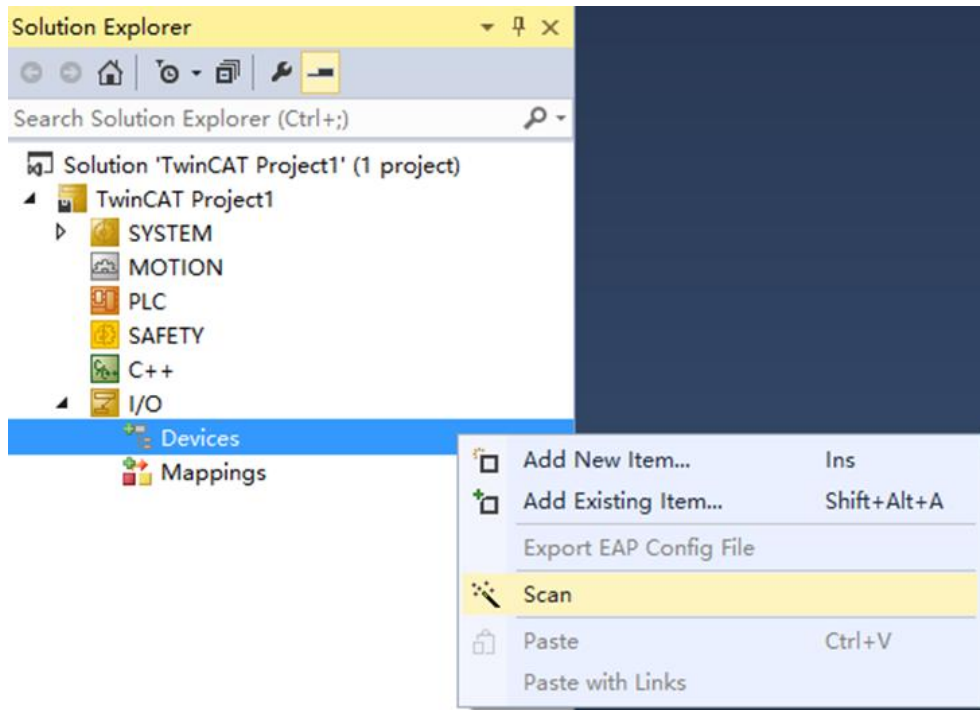 Solution Explorer
Search Solution Explorer (Ctrl+;)
Solution 'TwinCAT Project1' (1 project)
TwinCAT Project1
SYSTEM
MOTION
PLC
SAFETY
C++
I/O
Devices
Mappings
Add New Item... Ins
Add Existing Item... Shift+Alt+A
Export EAP Config File
Scan
Paste Ctrl+V
Paste with Links